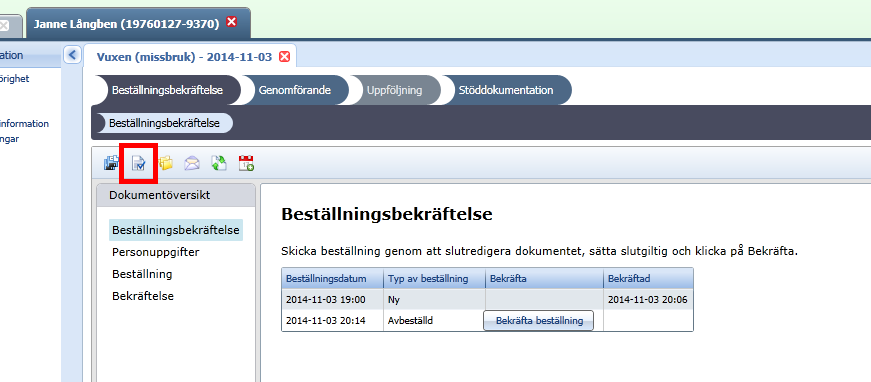 Janne Långben (19760127-9370)
ation
Vuxen (missbruk) - 2014-11-03
örighet
nformation
ngar
Beställningsbekräftelse
Genomförande
Uppföljning
Stöddokumentation
Beställningsbekräftelse
Dokumentöversikt
Beställningsbekräftelse
Personuppgifter
Beställning
Bekräftelse
Beställningsbekräftelse
Skicka beställning genom att slutredigera dokumentet, sätta slutgiltig och klicka på Bekräfta.
Beställningsdatum Typ av beställning Bekräfta Bekräftad
2014-11-03 19:00 Ny 2014-11-03 20:06
2014-11-03 20:14 Avbeställd Bekräfta beställning